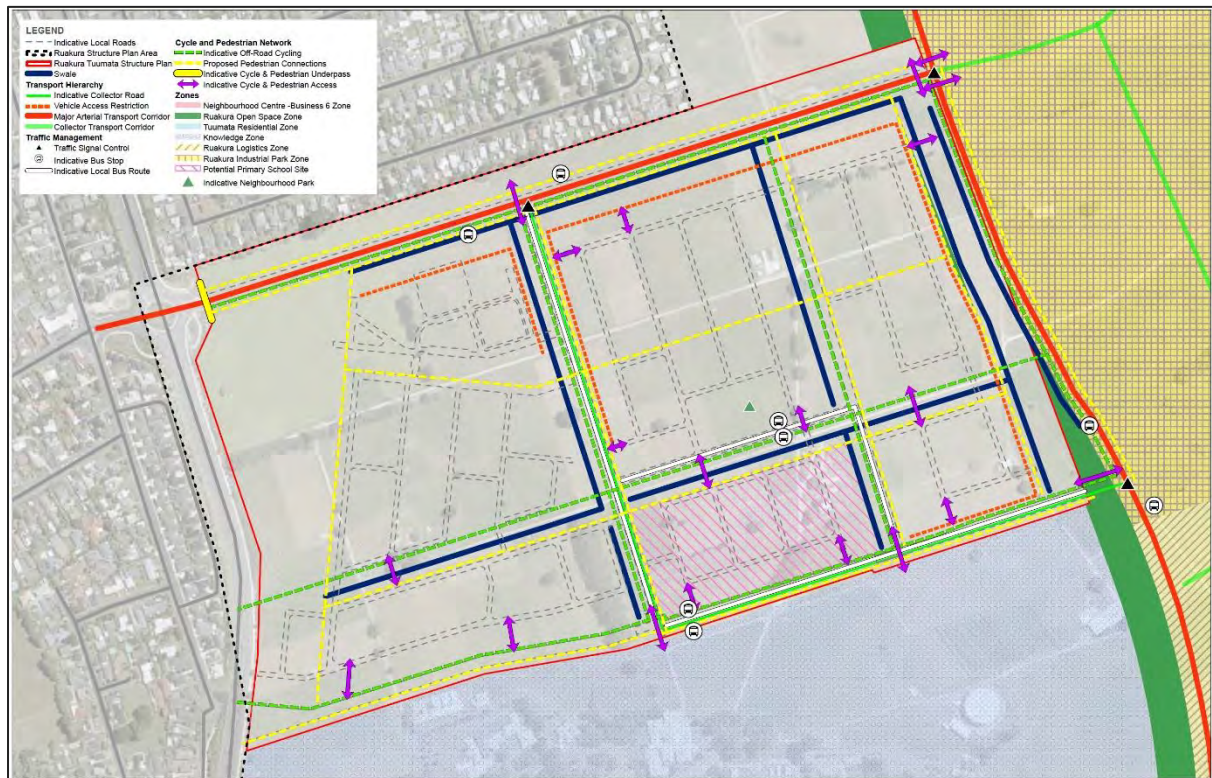 LEGEND
Indicative Local Roads
Ruakura Structure Plan Area
Ruakura Tuumata Structure Plan
Swale
Transport Hierarchy
Indicative Collector Road
Vehicle Access Restriction
Major Arterial Transport Corridor
Collector Transport Corridor
Traffic Management
Traffic Signal Control
Indicative Bus Stop
Indicative Local Bus Route
Cycle and Pedestrian Network
Indicative Off-Road Cycling
Proposed Pedestrian Connections
Indicative Cycle & Pedestrian Underpass
Indicative Cycle & Pedestrian Access
Zones
Neighbourhood Centre -Business 6 Zone
Ruakura Open Space Zone
Tuumata Residential Zone
Knowledge Zone
Ruakura Logistics Zone
Ruakura Industrial Park Zone
Potential Primary School Site
Indicative Neighbourhood Park